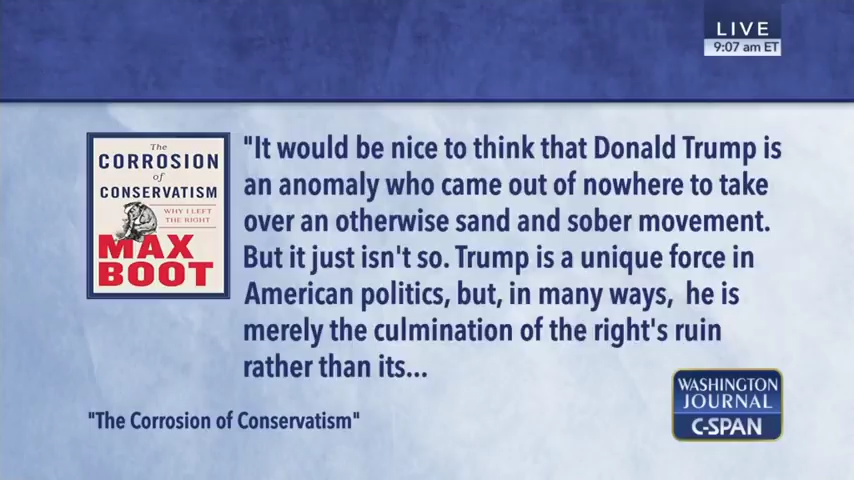 LIVE
9:07 am ET
The
CORROSION
of
CONSERVATISM
WHY I LEFT
THE RIGHT
MAX
BOOT
"It would be nice to think that Donald Trump is
an anomaly who came out of nowhere to take
over an otherwise sand and sober movement.
But it just isn't so. Trump is a unique force in
American politics, but, in many ways, he is
merely the culmination of the right's ruin
rather than its...
"The Corrosion of Conservatism"
WASHINGTON
JOURNAL
C-SPAN